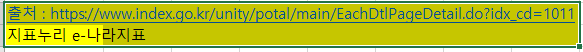 출처 : https://www.index.go.kr/unity/potal/main/EachDtlPageDetail.do?idx_cd=1011
지표누리 e-나라지표